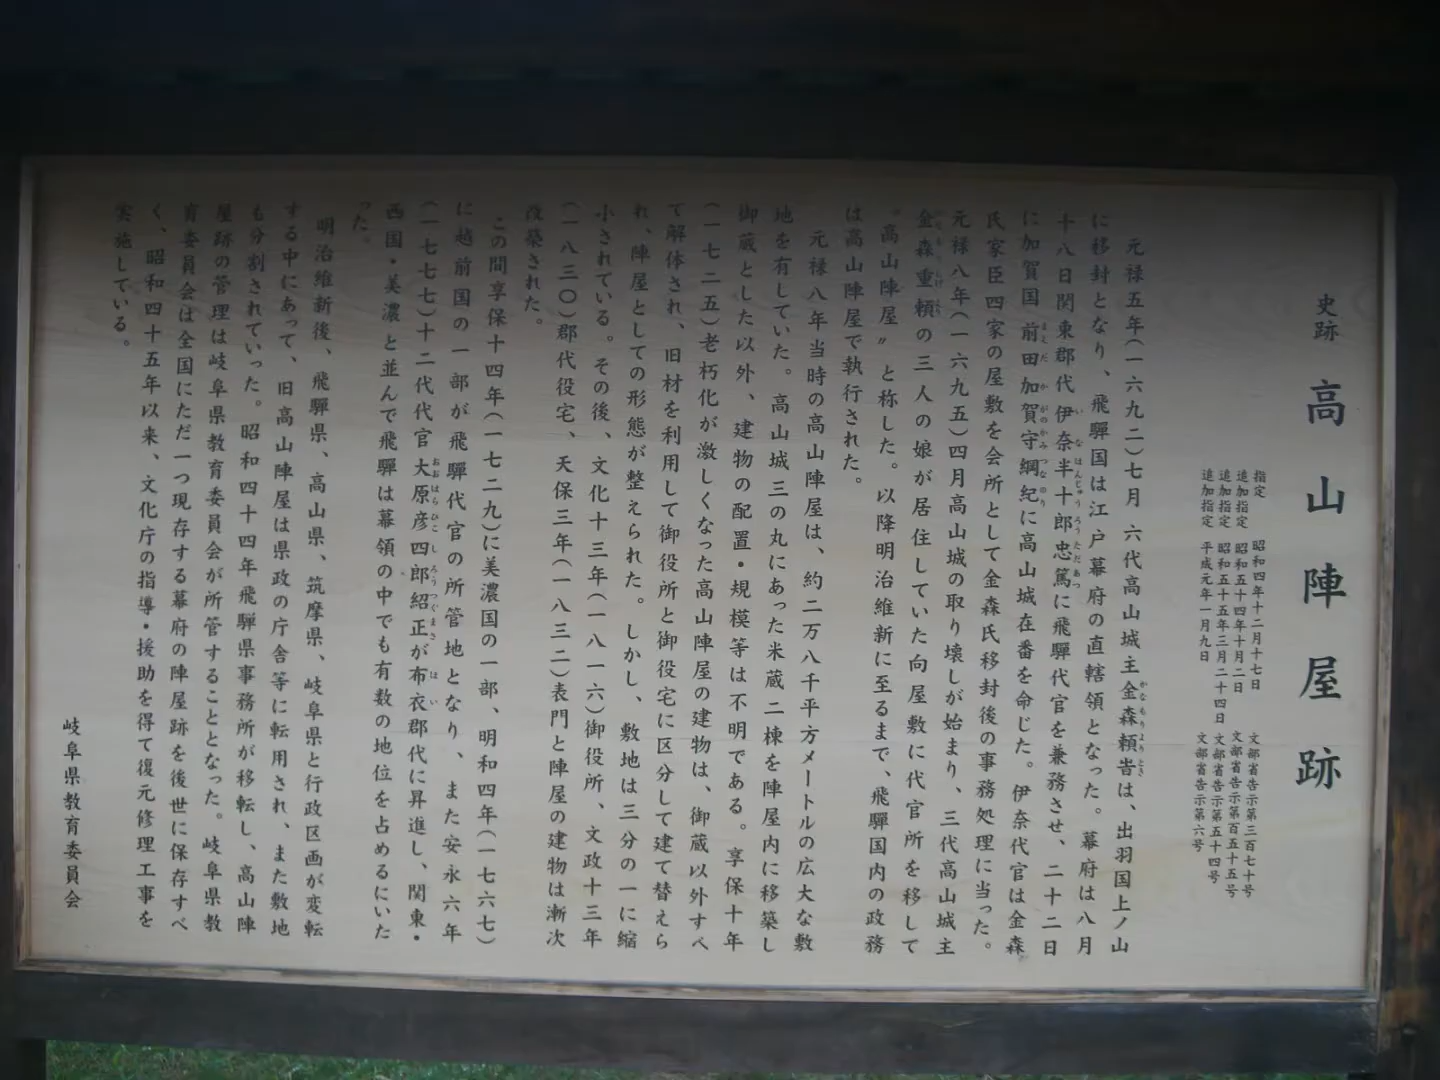 史跡 高山陣屋跡
指定 昭和四年十二月十七日 文部省告示第三百七十号
追加指定 昭和五十四年十月二日 文部省告示第百五十五号
追加指定 昭和五十五年三月二十四日 文部省告示第五十四号
追加指定 平成元年一月九日 文部省告示第六号
元禄五年(一六九二)七月 六代高山城主金森頼旹は、出羽国上ノ山
に移封となり、飛騨国は江戸幕府の直轄領となった。幕府は八月
十八日関東郡代 伊奈半十郎忠篤に飛騨代官を兼務させ、二十二日
に加賀国 前田加賀守綱紀に高山城在番を命じた。伊奈代官は金森
氏家臣四家の屋敷を会所として金森氏移封後の事務処理に当った。
元禄八年(一六九五)四月高山城の取り壊しが始まり、三代高山城主
金森重頼の三人の娘が居住していた向屋敷に代官所を移して
〝高山陣屋〟と称した。以降明治維新に至るまで、飛騨国内の政務
は高山陣屋で執行された。
元禄八年当時の高山陣屋は、約二万八千平方メートルの広大な敷
地を有していた。高山城三の丸にあった米蔵二棟を陣屋内に移築し
御蔵とした以外、建物の配置・規模等は不明である。享保十年
(一七二五)老朽化が激しくなった高山陣屋の建物は、御蔵以外すべ
て解体され、旧材を利用して御役所と御役宅に区分して建て替えら
れ、陣屋としての形態が整えられた。しかし、敷地は三分の一に縮
小されている。その後、文化十三年(一八一六)御役所、文政十三年
(一八三〇)郡代役宅、天保三年(一八三二)表門と陣屋の建物は漸次
改築された。
この間享保十四年(一七二九)に美濃国の一部、明和四年(一七六七)
に越前国の一部が飛騨代官の所管地となり、また安永六年
(一七七七)十二代代官大原彦四郎紹正が布衣郡代に昇進し、関東・
西国・美濃と並んで飛騨は幕領の中でも有数の地位を占めるにいた
った。
明治維新後、飛騨県、高山県、筑摩県、岐阜県と行政区画が変転
する中にあって、旧高山陣屋は県政の庁舎等に転用され、また敷地
も分割されていった。昭和四十四年飛騨県事務所が移転し、高山陣
屋跡の管理は岐阜県教育委員会が所管することとなった。岐阜県教
育委員会は全国にただ一つ現存する幕府の陣屋跡を後世に保存すべ
く、昭和四十五年以来、文化庁の指導・援助を得て復元修理工事を
実施している。
岐阜県教育委員会